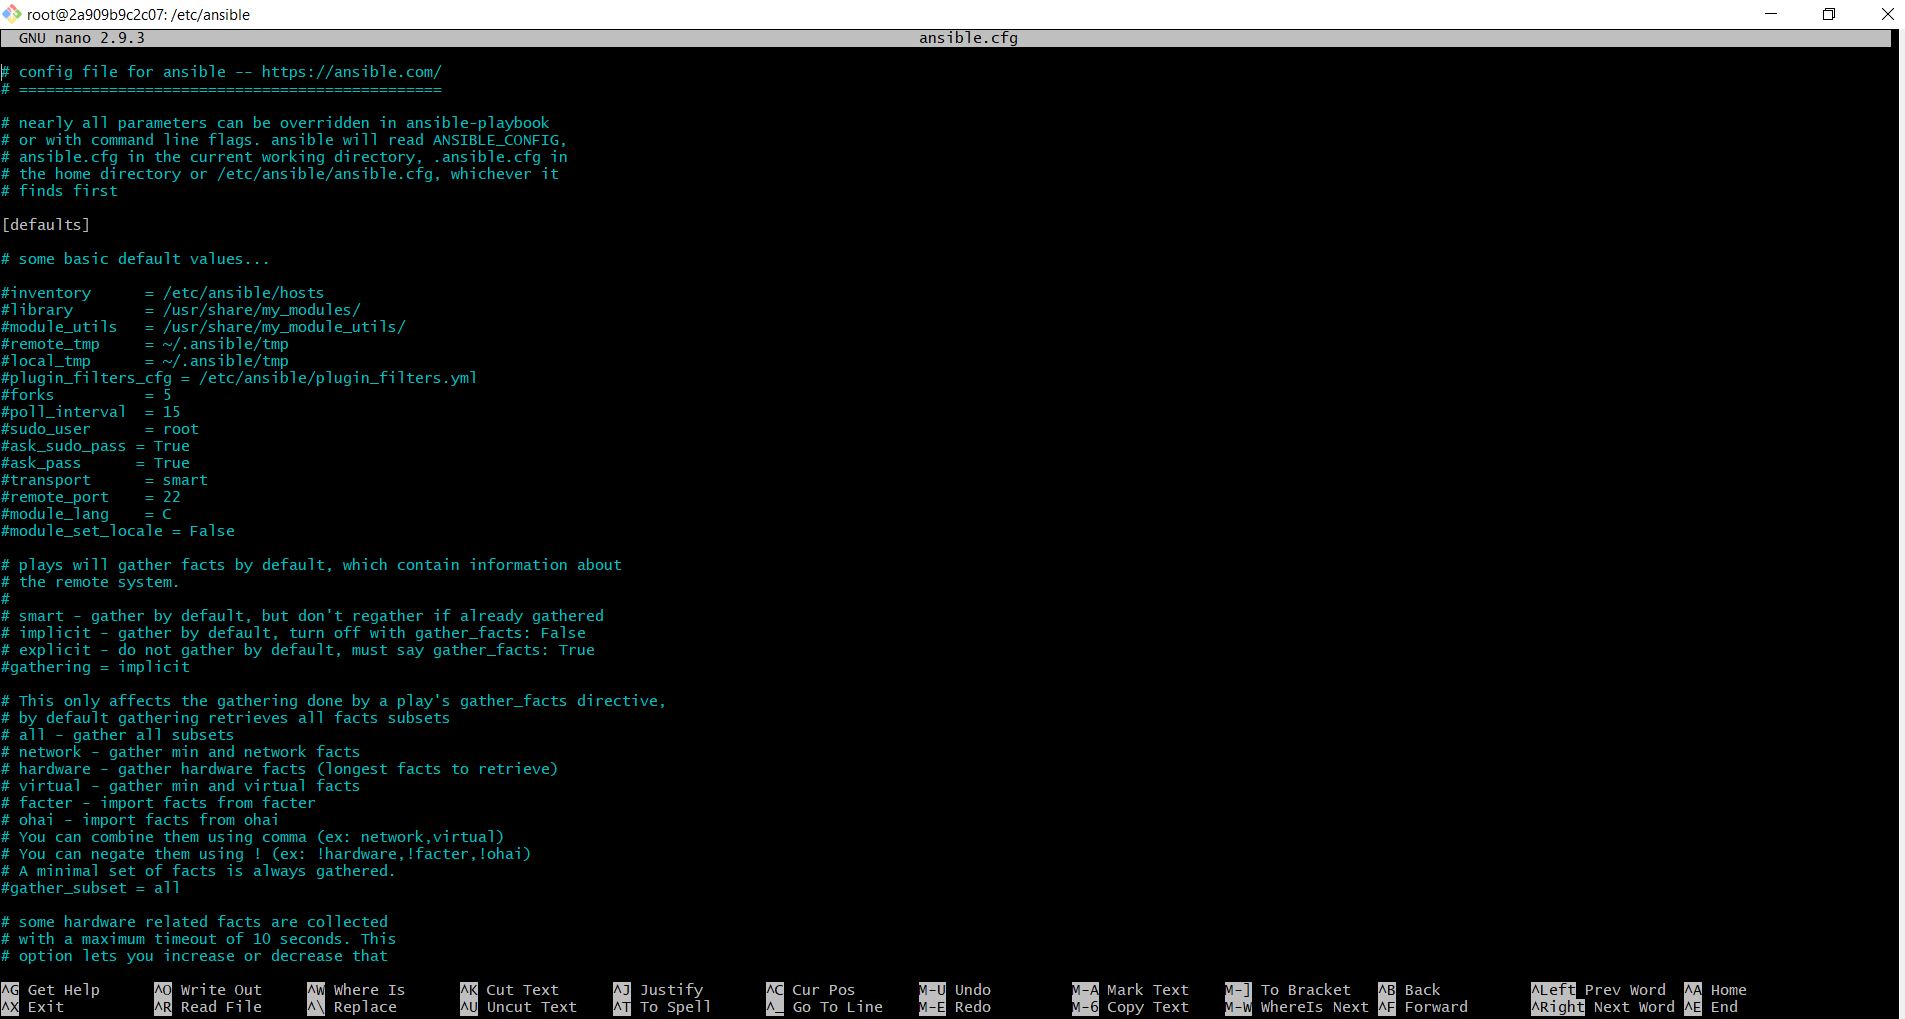 root@2a909b9c2c07: /etc/ansible
GNU nano 2.9.3 ansible.cfg
# config file for ansible -- https://ansible.com/
# ===============================================
# nearly all parameters can be overridden in ansible-playbook
# or with command line flags. ansible will read ANSIBLE_CONFIG,
# ansible.cfg in the current working directory, .ansible.cfg in
# the home directory or /etc/ansible/ansible.cfg, whichever it
# finds first
[defaults]
# some basic default values...
#inventory      = /etc/ansible/hosts
#library        = /usr/share/my_modules/
#module_utils   = /usr/share/my_module_utils/
#remote_tmp     = ~/.ansible/tmp
#local_tmp      = ~/.ansible/tmp
#plugin_filters_cfg = /etc/ansible/plugin_filters.yml
#forks          = 5
#poll_interval  = 15
#sudo_user      = root
#ask_sudo_pass = True
#ask_pass      = True
#transport      = smart
#remote_port    = 22
#module_lang    = C
#module_set_locale = False
# plays will gather facts by default, which contain information about
# the remote system.
#
# smart - gather by default, but don't regather if already gathered
# implicit - gather by default, turn off with gather_facts: False
# explicit - do not gather by default, must say gather_facts: True
#gathering = implicit
# This only affects the gathering done by a play's gather_facts directive,
# by default gathering retrieves all facts subsets
# all - gather all subsets
# network - gather min and network facts
# hardware - gather hardware facts (longest facts to retrieve)
# virtual - gather min and virtual facts
# facter - import facts from facter
# ohai - import facts from ohai
# You can combine them using comma (ex: network,virtual)
# You can negate them using ! (ex: !hardware,!facter,!ohai)
# A minimal set of facts is always gathered.
#gather_subset = all
# some hardware related facts are collected
# with a maximum timeout of 10 seconds. This
# option lets you increase or decrease that
^G Get Help ^O Write Out ^W Where Is ^K Cut Text ^J Justify ^C Cur Pos M-U Undo M-A Mark Text M-] To Bracket ^B Back ^Left Prev Word ^A Home
^X Exit ^R Read File ^\ Replace ^U Uncut Text ^T To Spell ^_ Go To Line M-E Redo M-6 Copy Text M-W WhereIs Next ^F Forward ^Right Next Word ^E End